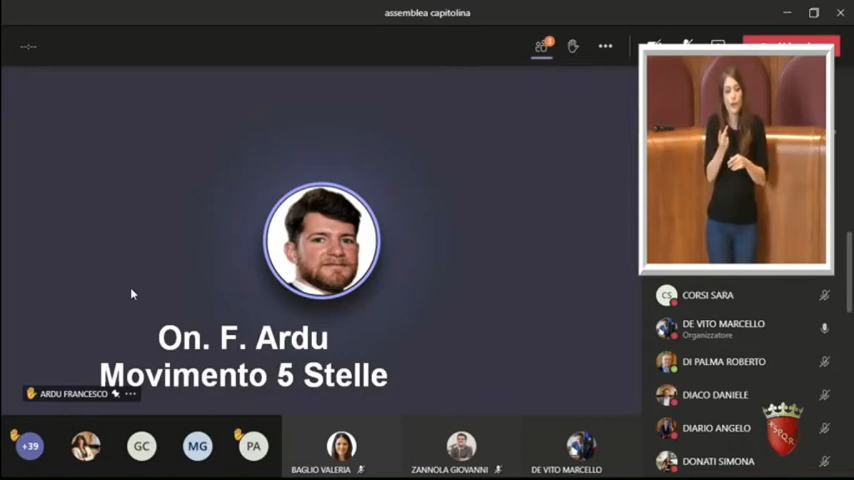 assemblea capitolina
--:--
3
On. F. Ardu
Movimento 5 Stelle
ARDU FRANCESCO
+39
GC
MG
PA
BAGLIO VALERIA
ZANNOLA GIOVANNI
DE VITO MARCELLO
CS CORSI SARA
DE VITO MARCELLO
Organizzatore
DI PALMA ROBERTO
DIACO DANIELE
DIARIO ANGELO
DONATI SIMONA